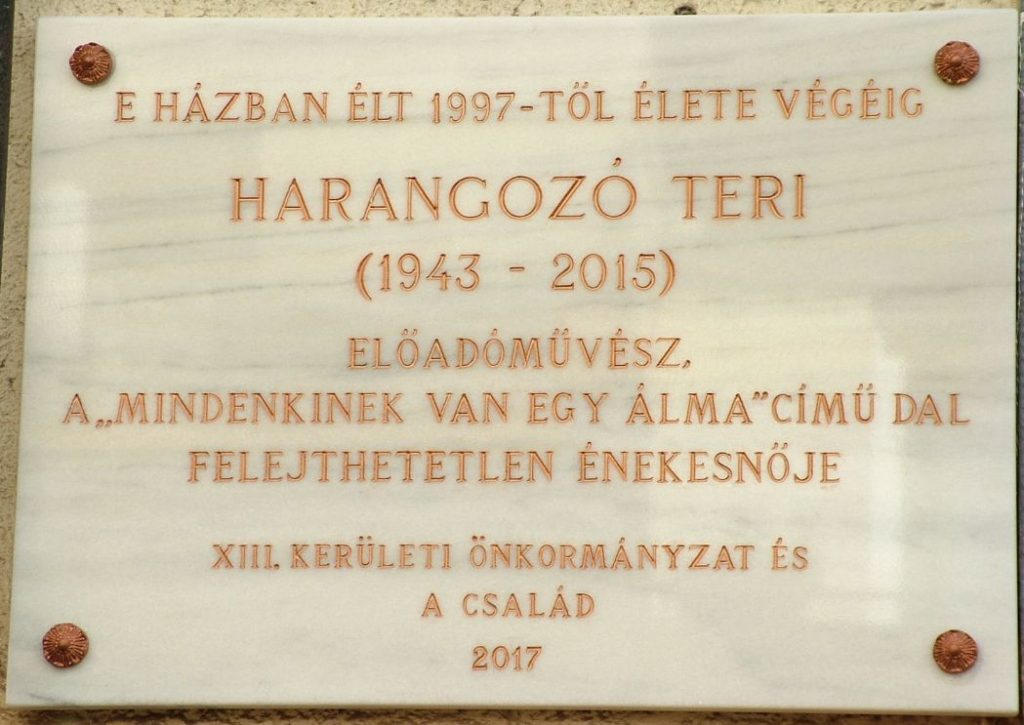 E HÁZBAN ÉLT 1997-TŐL ÉLETE VÉGÉIG
HARANGOZÓ TERI
(1943 - 2015)
ELŐADÓMŰVÉSZ,
A „MINDENKINEK VAN EGY ÁLMA" CÍMŰ DAL
FELEJTHETETLEN ÉNEKESNŐJE
XIII. KERÜLETI ÖNKORMÁNYZAT ÉS
A CSALÁD
2017